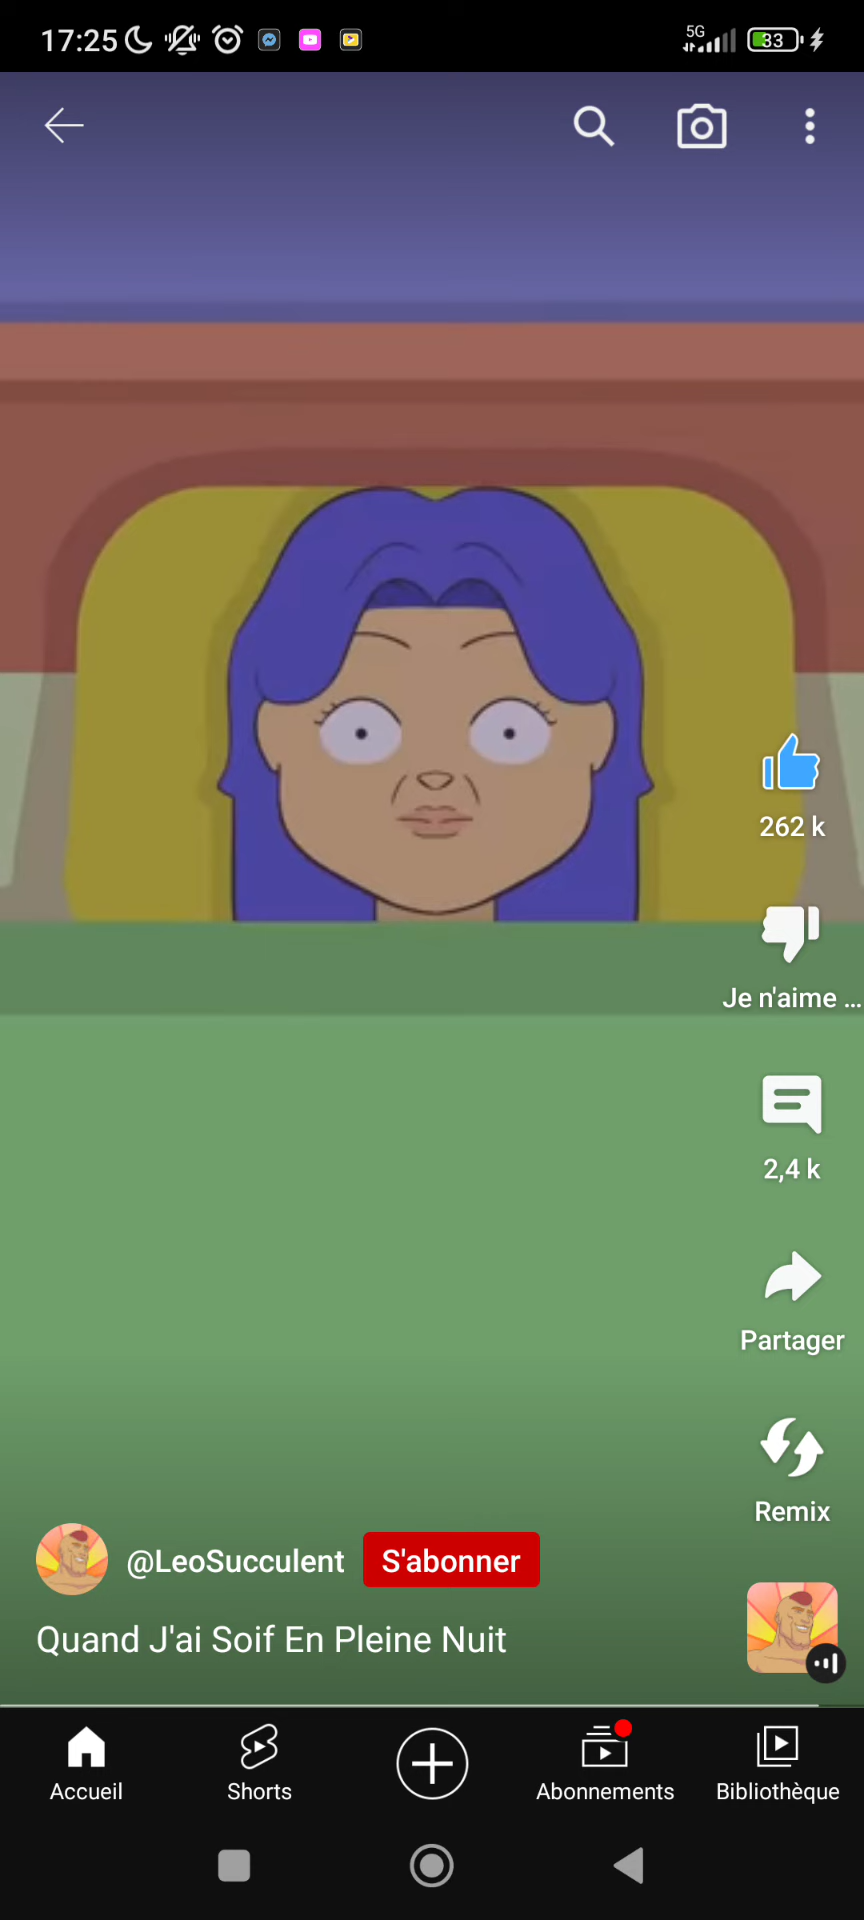 17:25
5G
33
262 k
Je n'aime ...
2,4 k
Partager
Remix
@LeoSucculent
S'abonner
Quand J'ai Soif En Pleine Nuit
Accueil
Shorts
Abonnements
Bibliothèque